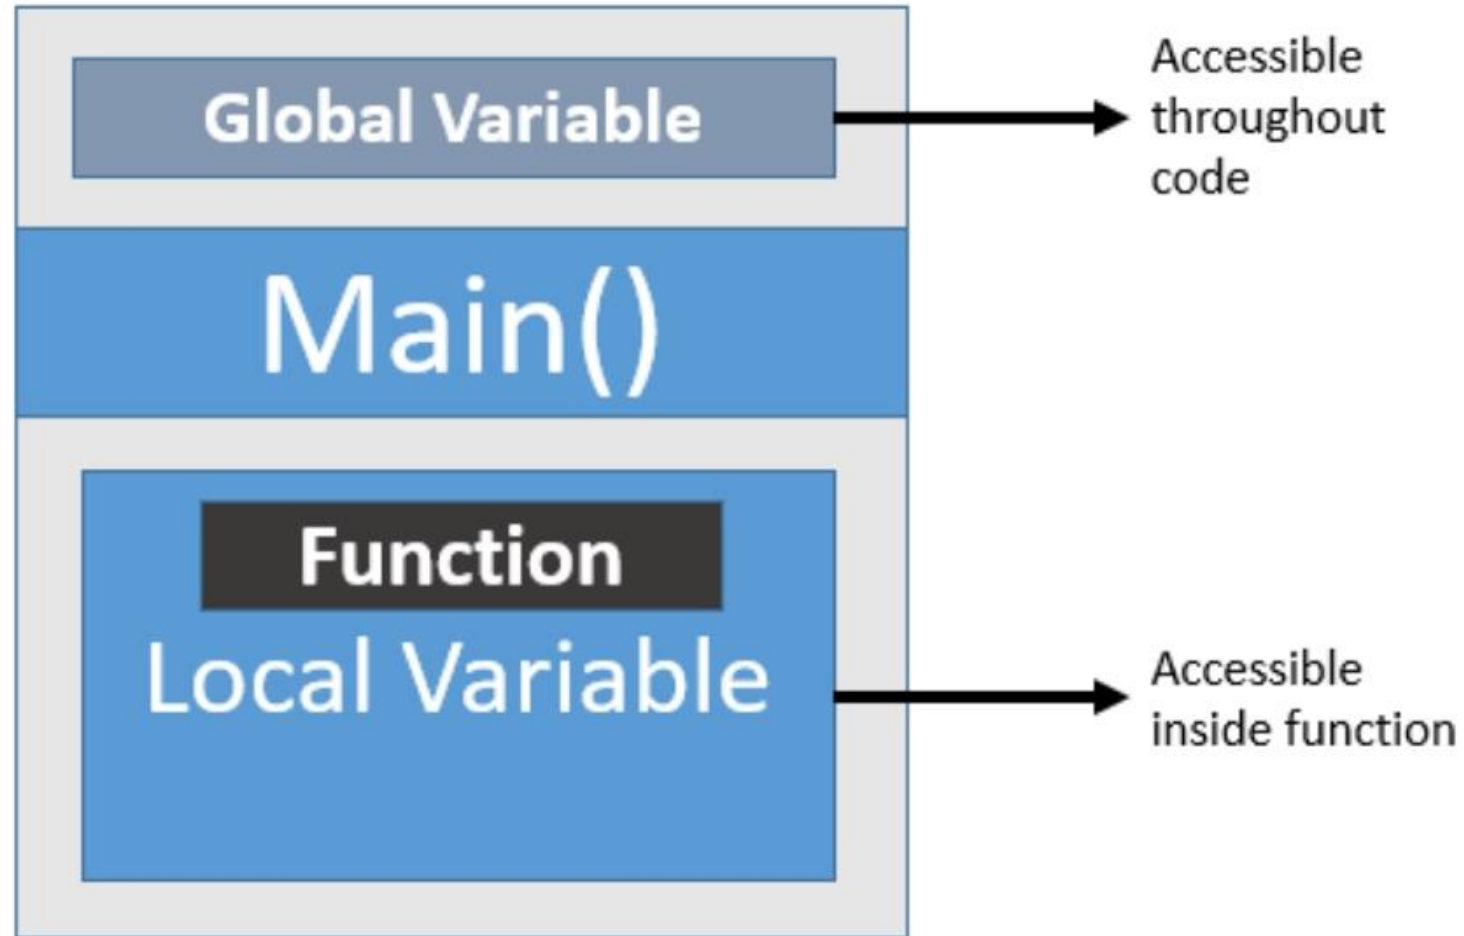 Global Variable
Accessible
throughout
code
Main()
Function
Local Variable
Accessible
inside function